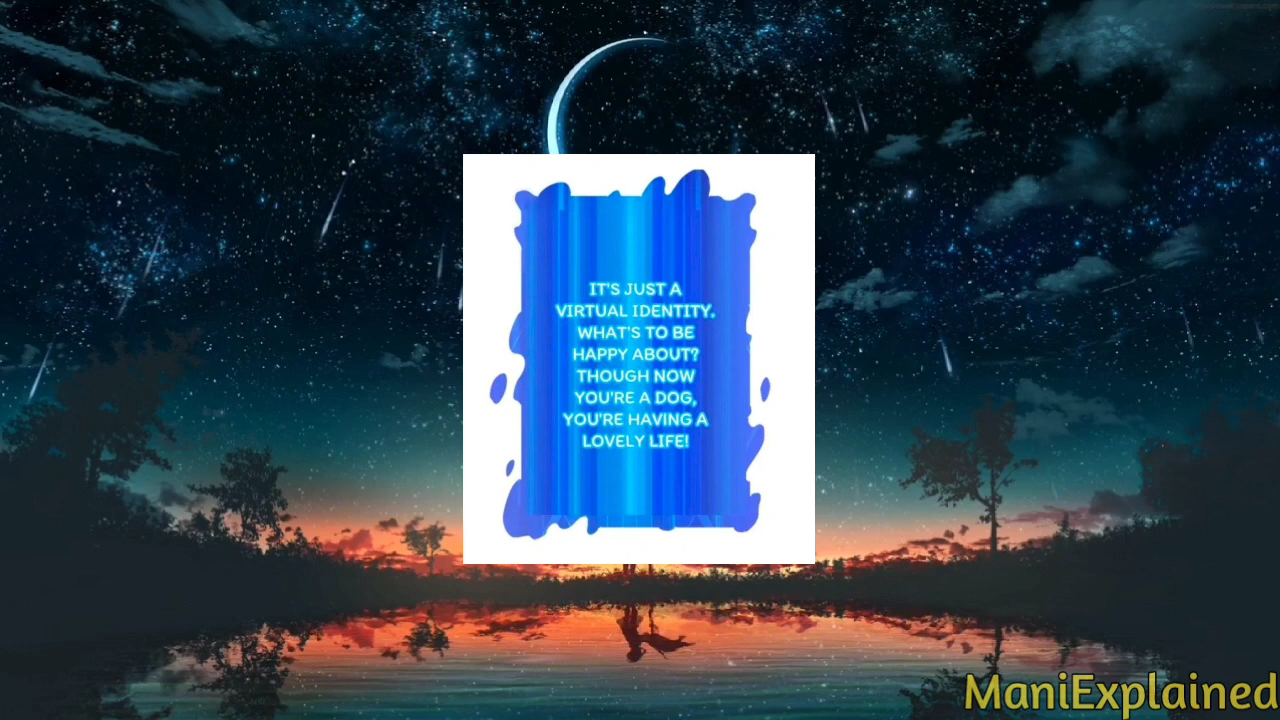 IT'S JUST A
VIRTUAL IDENTITY.
WHAT'S TO BE
HAPPY ABOUT?
THOUGH NOW
YOU'RE A DOG,
YOU'RE HAVING A
LOVELY LIFE!
ManiExplained